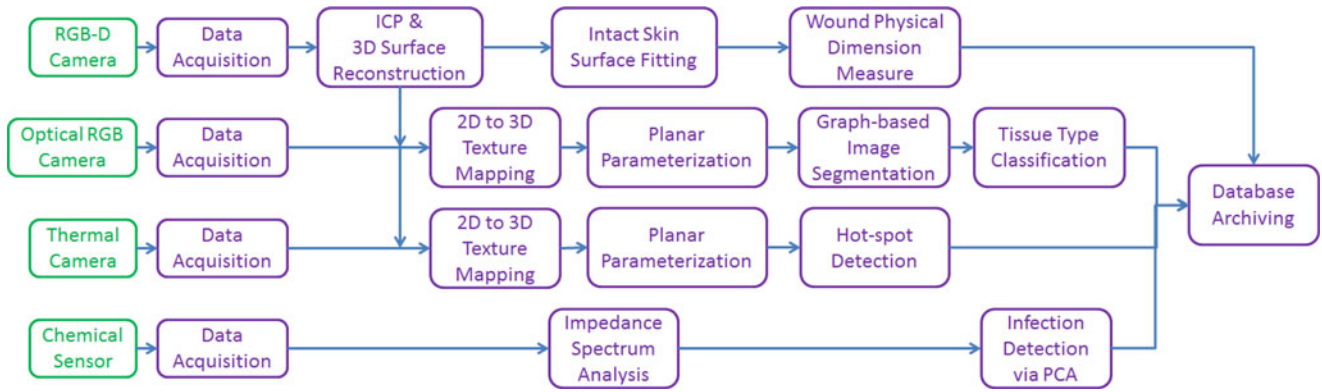 RGB-D
Camera
Data
Acquisition
ICP &
3D Surface
Reconstruction
Intact Skin
Surface Fitting
Wound Physical
Dimension
Measure
Optical RGB
Camera
Data
Acquisition
2D to 3D
Texture
Mapping
Planar
Parameterization
Graph-based
Image
Segmentation
Tissue Type
Classification
Database
Archiving
Thermal
Camera
Data
Acquisition
2D to 3D
Texture
Mapping
Planar
Parameterization
Hot-spot
Detection
Chemical
Sensor
Data
Acquisition
Impedance
Spectrum
Analysis
Infection
Detection
via PCA